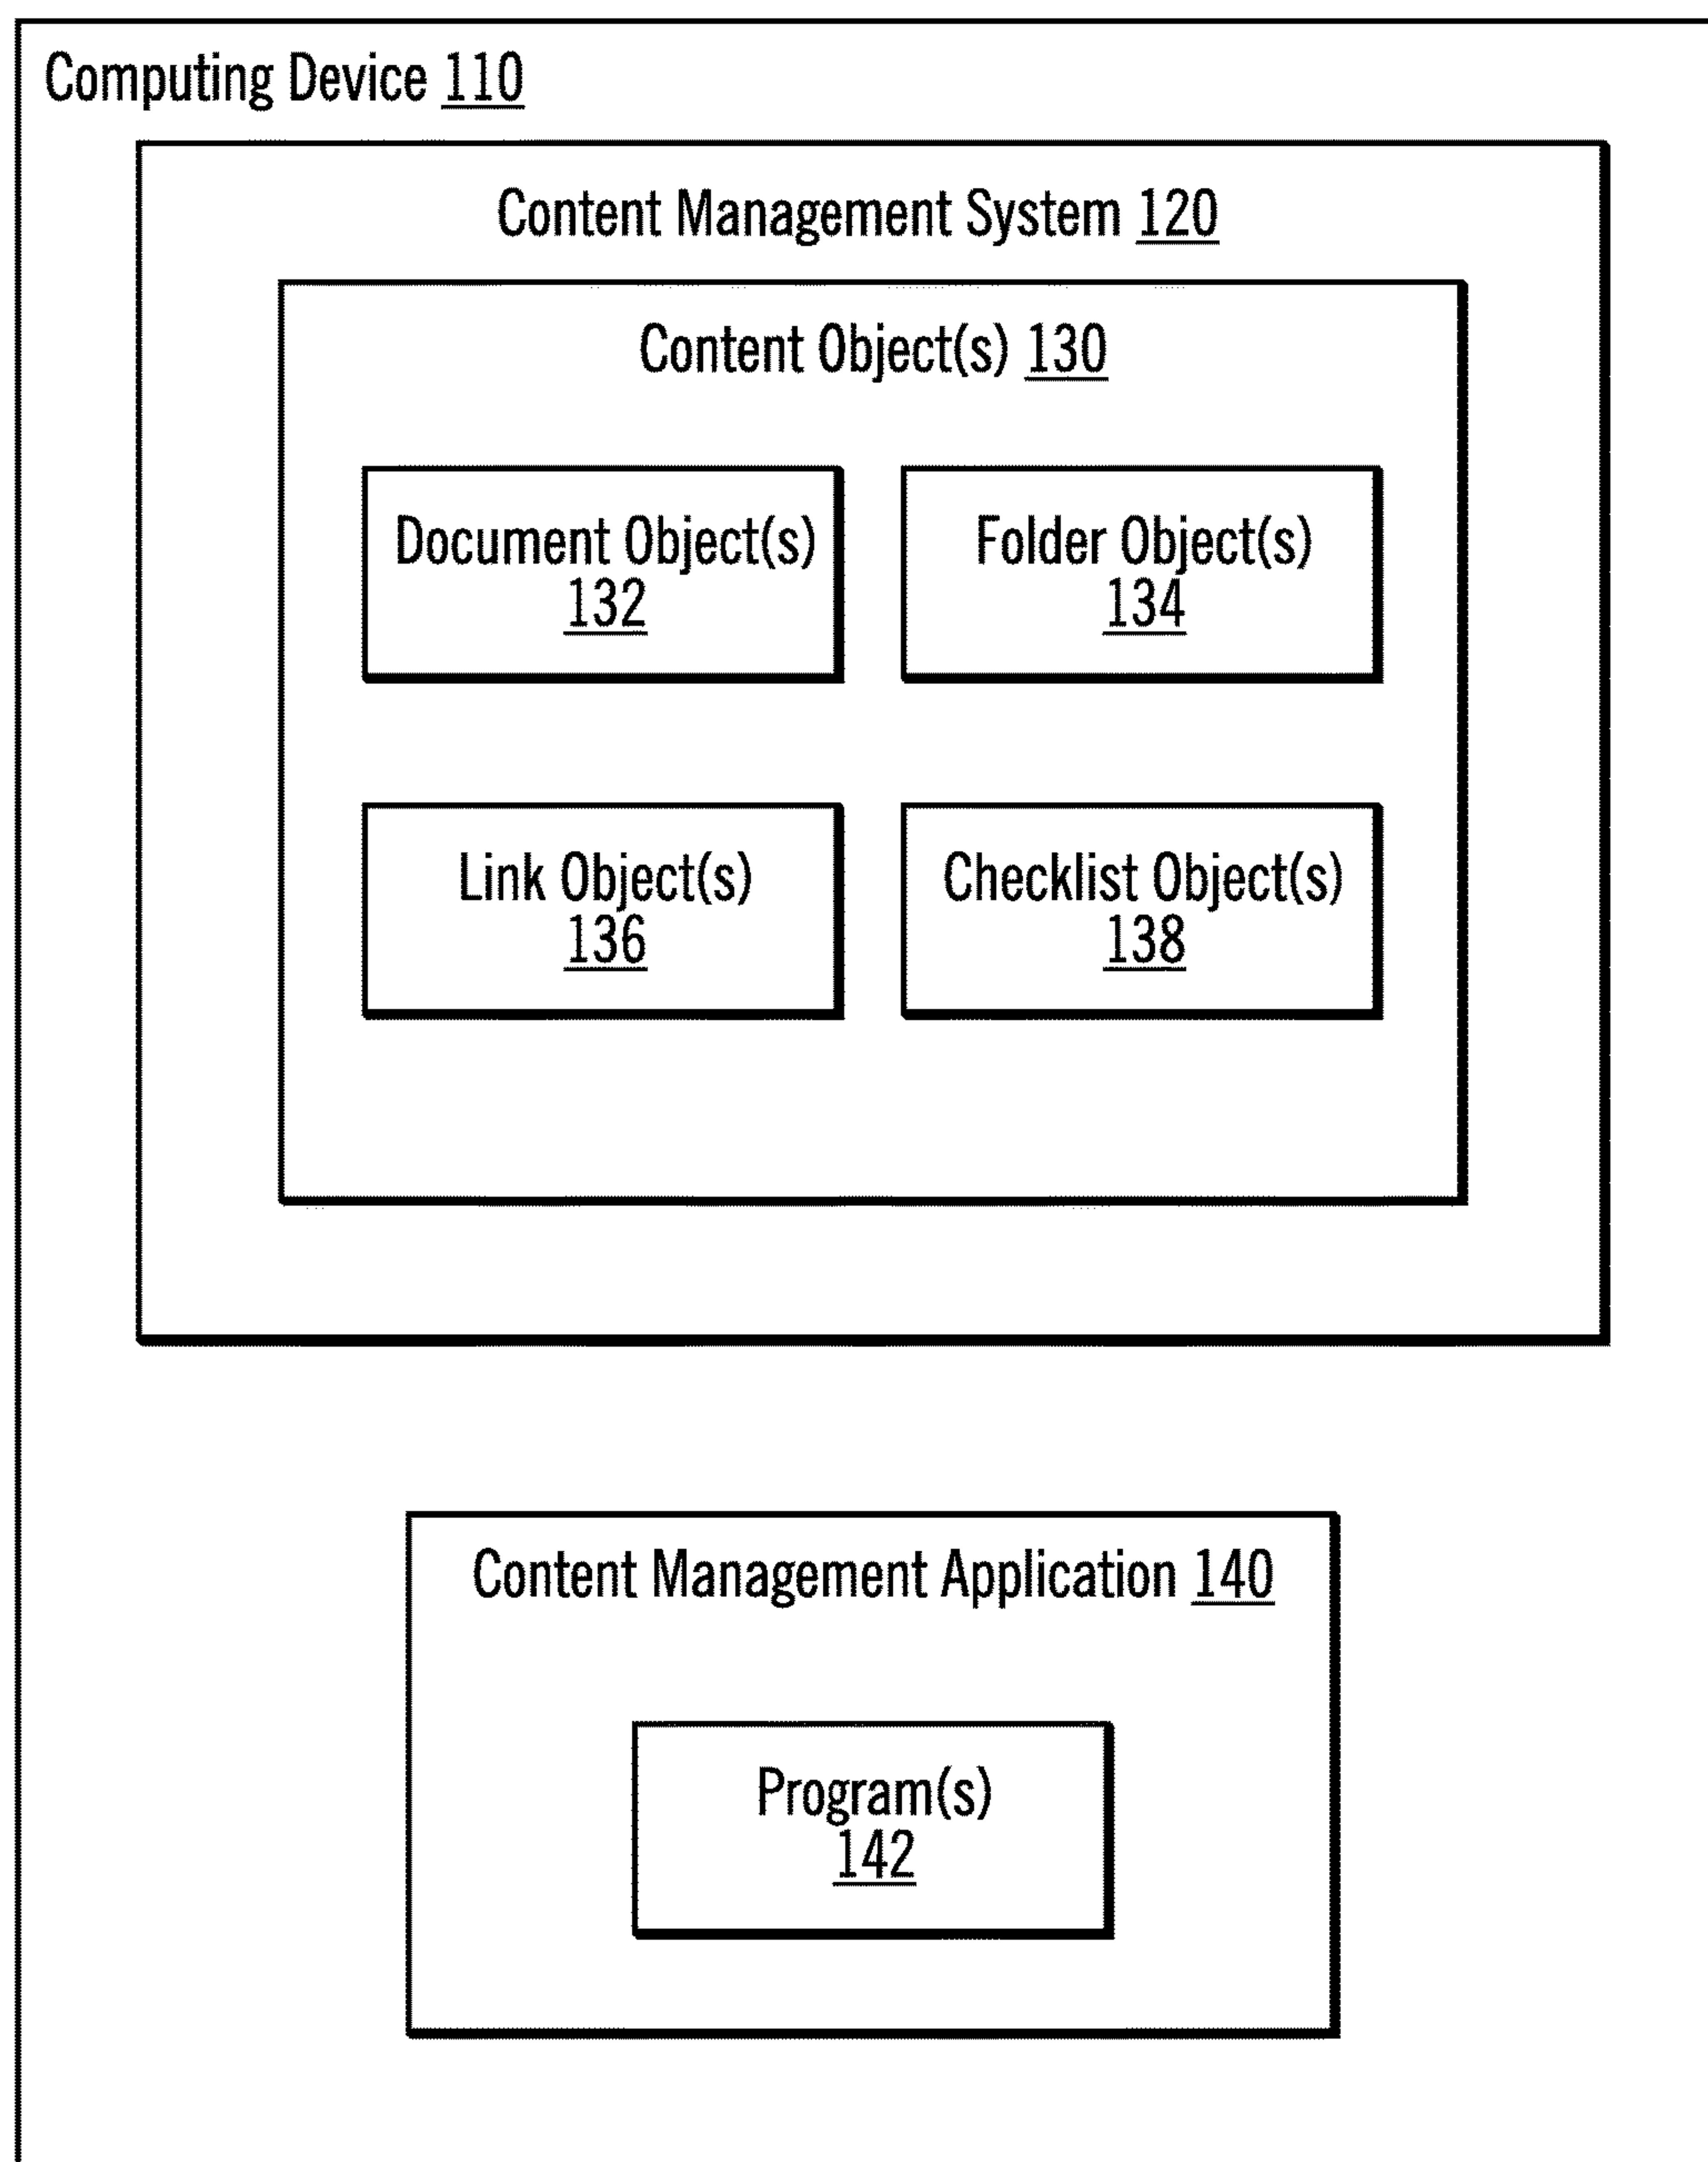 Computing Device 110
Content Management System 120
Content Object(s) 130
Document Object(s)
132
Folder Object(s)
134
Link Object(s)
136
Checklist Object(s)
138
Content Management Application 140
Program(s)
142